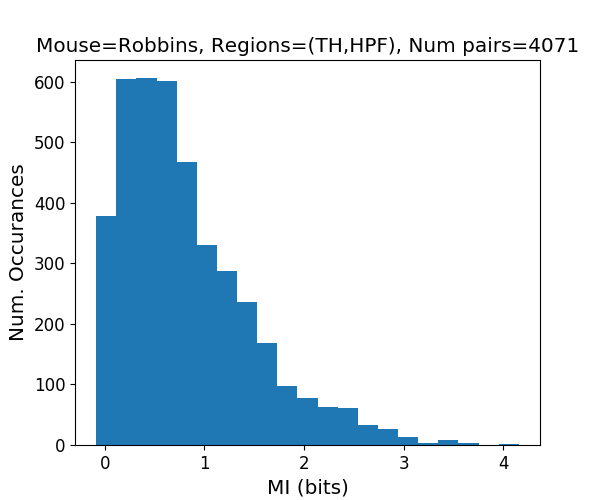 Mouse=Robbins, Regions=(TH,HPF), Num pairs=4071
600
500
400
300
200
100
0
Num. Occurances
0 1 2 3 4
MI (bits)